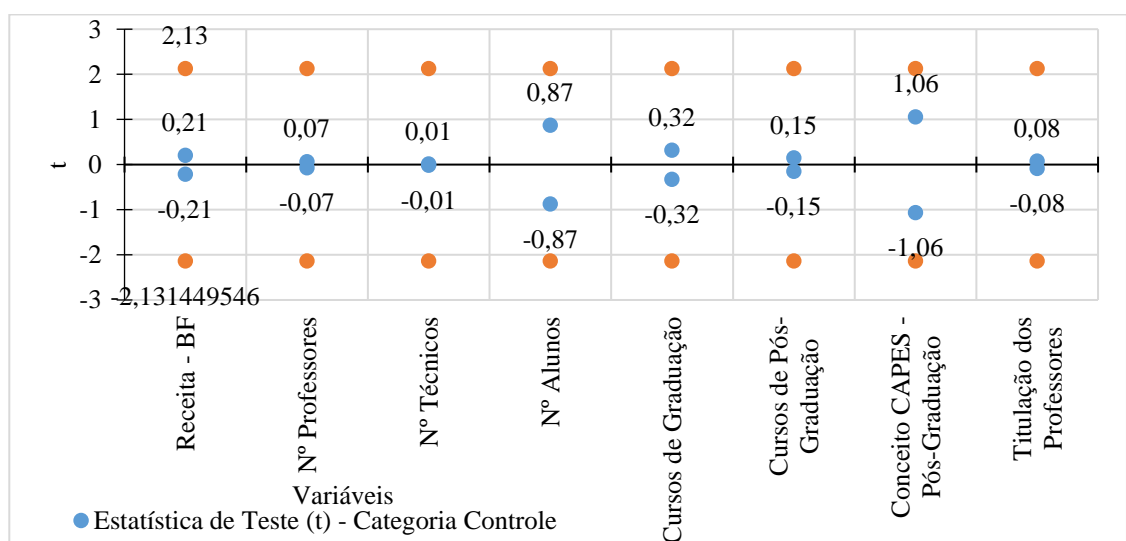 3
2
1
0
-1
-2
-3
t
2,13
0,21
0,07
0,01
0,87
0,32
0,15
1,06
0,08
-0,21
-0,07
-0,01
-0,87
-0,32
-0,15
-1,06
-0,08
-2,131449546
Receita - BF
Nº Professores
Nº Técnicos
Nº Alunos
Cursos de Graduação
Cursos de Pós-
Graduação
Conceito CAPES -
Pós-Graduação
Titulação dos
Professores
Variáveis
Estatística de Teste (t) - Categoria Controle